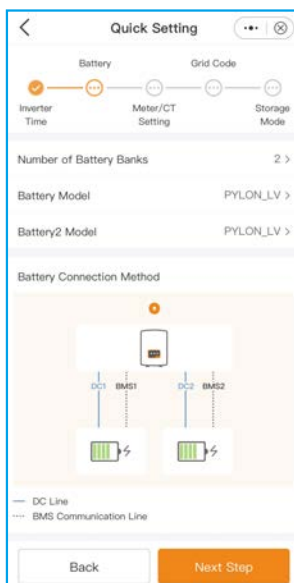 Quick Setting
Battery Grid Code
Inverter Time Meter/CT Setting Storage Mode
Number of Battery Banks 2 >
Battery Model PYLON_LV >
Battery2 Model PYLON_LV >
Battery Connection Method
DC1 BMS1 DC2 BMS2
DC Line
BMS Communication Line
Back Next Step